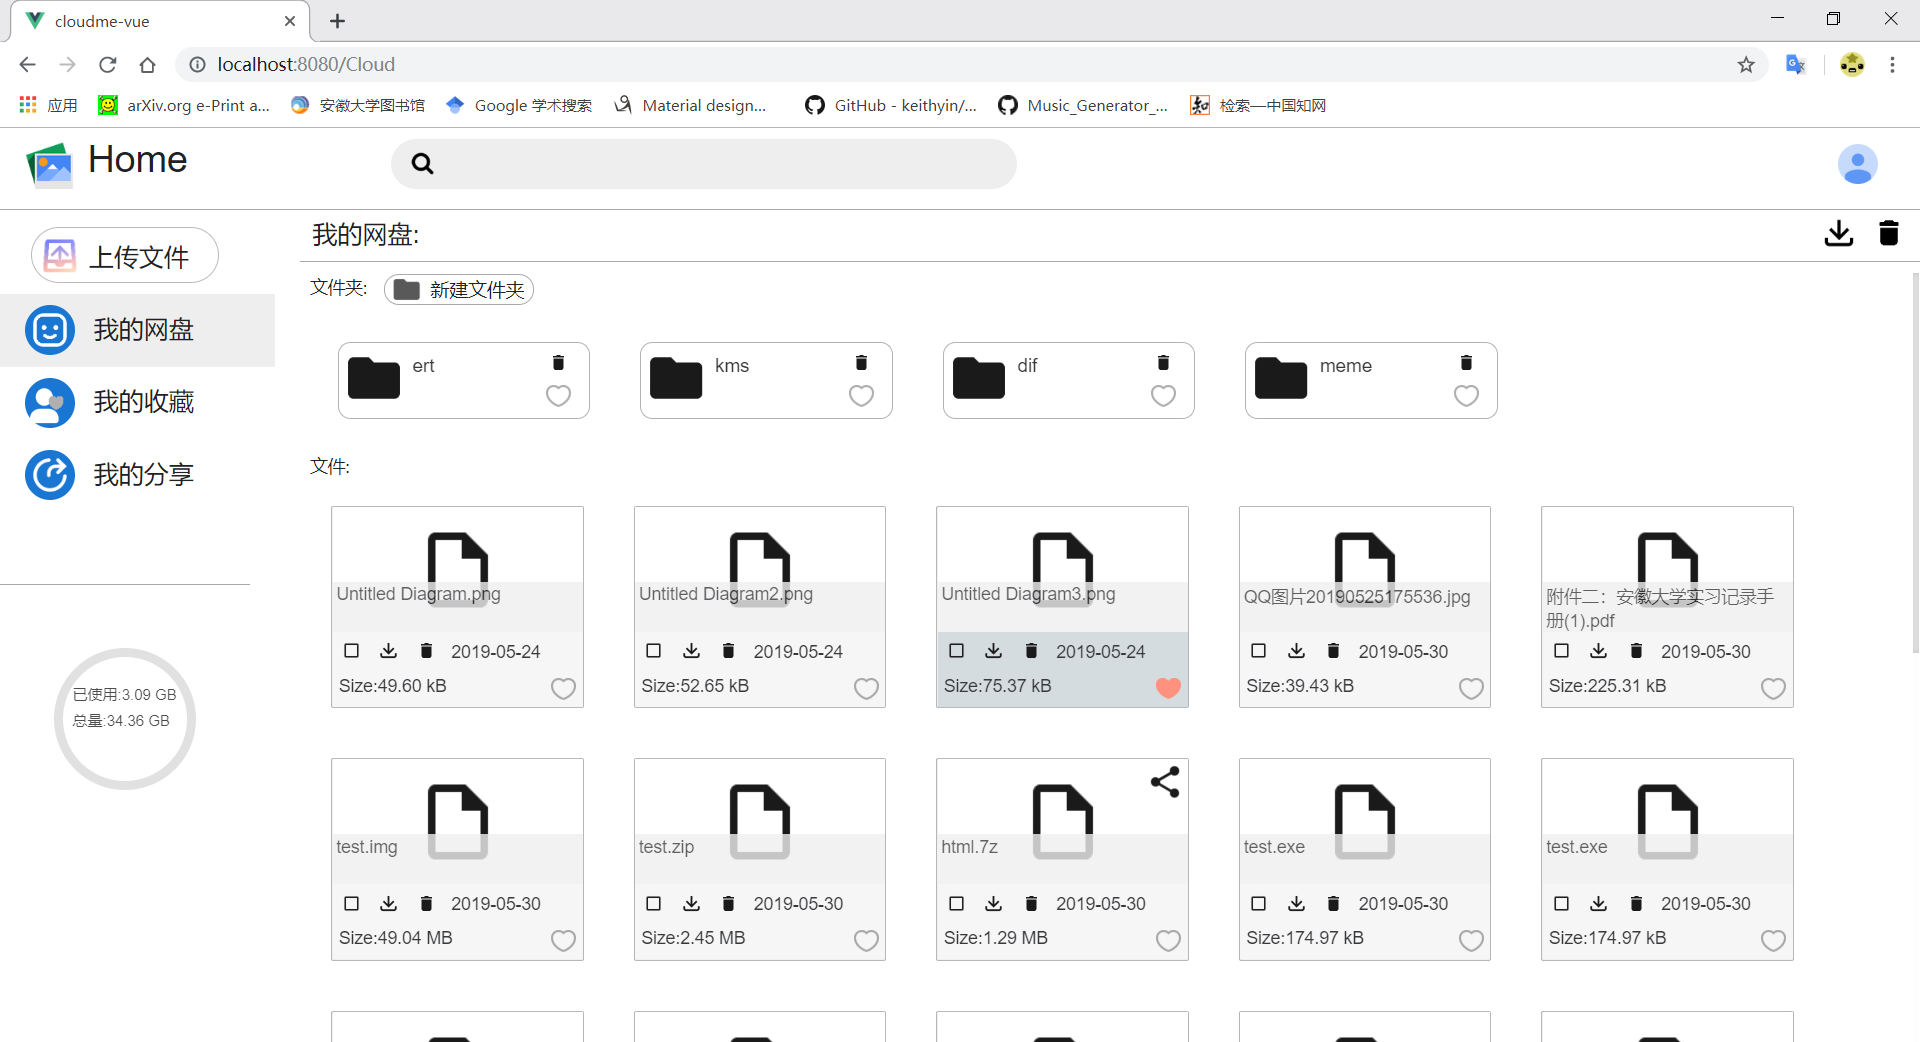 cloudme-vue
localhost:8080/Cloud
应用 arXiv.org e-Print a... 安徽大学图书馆 Google 学术搜索 Material design... GitHub - keithyin/... Music_Generator_... 检索—中国知网
Home
上传文件
我的网盘
我的收藏
我的分享
已使用:3.09 GB
总量:34.36 GB
我的网盘:
文件夹: 新建文件夹
ert kms dif meme
文件:
Untitled Diagram.png Untitled Diagram2.png Untitled Diagram3.png QQ图片20190525175536.jpg 附件二：安徽大学实习记录手
册(1).pdf
2019-05-24 2019-05-24 2019-05-24 2019-05-30 2019-05-30
Size:49.60 kB Size:52.65 kB Size:75.37 kB Size:39.43 kB Size:225.31 kB
test.img test.zip html.7z test.exe test.exe
2019-05-30 2019-05-30 2019-05-30 2019-05-30 2019-05-30
Size:49.04 MB Size:2.45 MB Size:1.29 MB Size:174.97 kB Size:174.97 kB